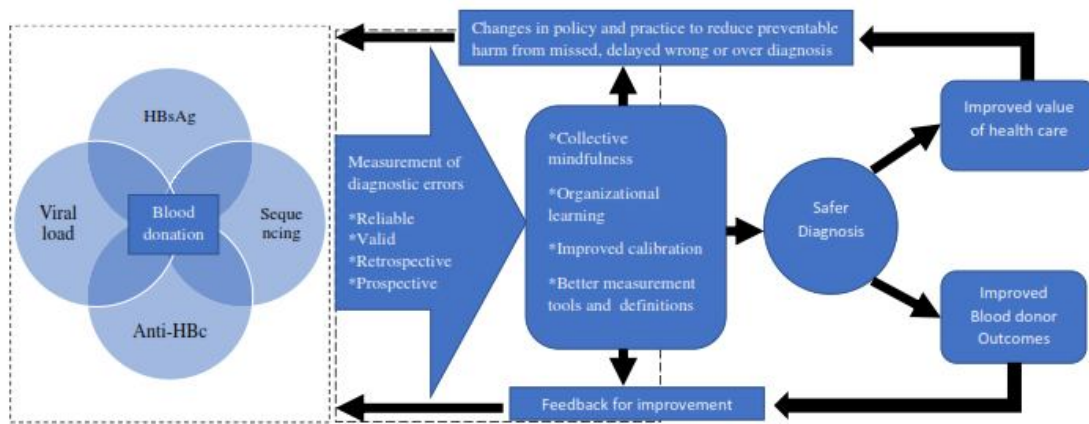 HBsAg
Viral
load
Blood
donation
Seque
ncing
Anti-HBc
Measurement of
diagnostic errors
*Reliable
*Valid
*Retrospective
*Prospective
Changes in policy and practice to reduce preventable
harm from missed, delayed wrong or over diagnosis
*Collective
mindfulness
*Organizational
learning
*Improved calibration
*Better measurement
tools and definitions
Feedback for improvement
Safer
Diagnosis
Improved value
of health care
Improved
Blood donor
Outcomes